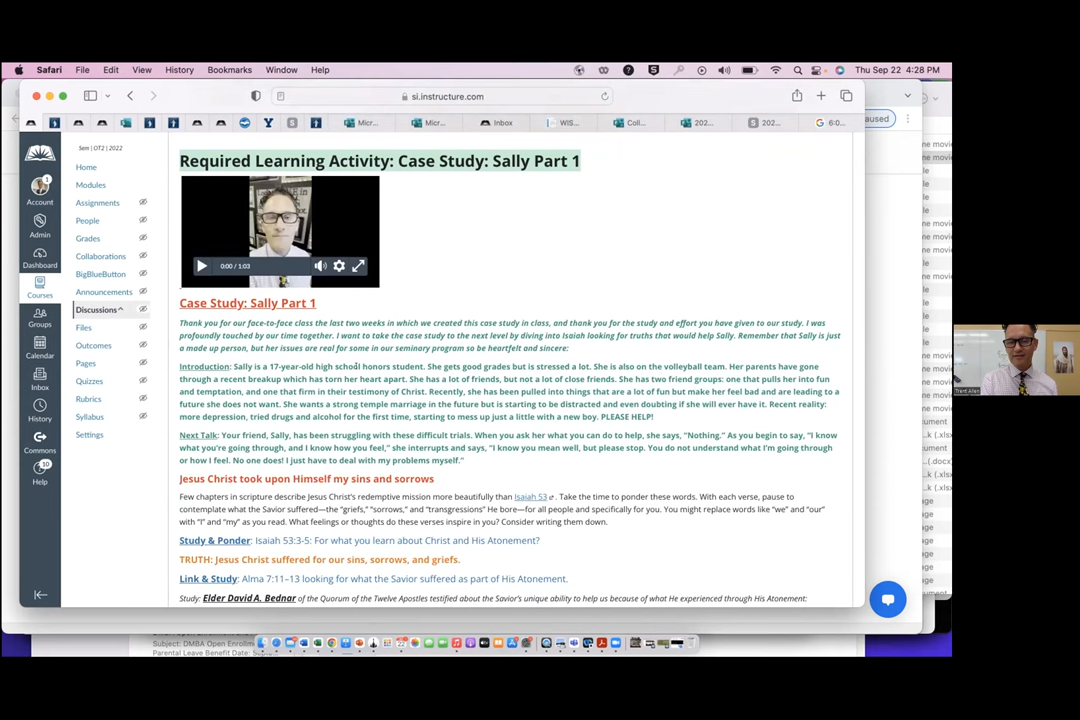 Safari File Edit View History Bookmarks Window Help Thu Sep 22 4:28 PM
si.instructure.com
Micr... Micr... Inbox WIS... Coll... 202... 202... 6:0...
aused
Sem | OT2 | 2022
Home
Modules
Assignments
People
Grades
Collaborations
BigBlueButton
Announcements
Discussions
Files
Outcomes
Pages
Quizzes
Rubrics
Syllabus
Settings
1
Account
Admin
Dashboard
Courses
Groups
Calendar
Inbox
History
Commons
10
Help
Required Learning Activity: Case Study: Sally Part 1
0:00 / 1:03
Case Study: Sally Part 1
Thank you for our face-to-face class the last two weeks in which we created this case study in class, and thank you for the study and effort you have given to our study. I was
profoundly touched by our time together. I want to take the case study to the next level by diving into Isaiah looking for truths that would help Sally. Remember that Sally is just
a made up person, but her issues are real for some in our seminary program so be heartfelt and sincere:
Introduction: Sally is a 17-year-old high school honors student. She gets good grades but is stressed a lot. She is also on the volleyball team. Her parents have gone
through a recent breakup which has torn her heart apart. She has a lot of friends, but not a lot of close friends. She has two friend groups: one that pulls her into fun
and temptation, and one that firm in their testimony of Christ. Recently, she has been pulled into things that are a lot of fun but make her feel bad and are leading to a
future she does not want. She wants a strong temple marriage in the future but is starting to be distracted and even doubting if she will ever have it. Recent reality:
more depression, tried drugs and alcohol for the first time, starting to mess up just a little with a new boy. PLEASE HELP!
Next Talk: Your friend, Sally, has been struggling with these difficult trials. When you ask her what you can do to help, she says, "Nothing." As you begin to say, "I know
what you're going through, and I know how you feel," she interrupts and says, "I know you mean well, but please stop. You do not understand what I'm going through
or how I feel. No one does! I just have to deal with my problems myself."
Jesus Christ took upon Himself my sins and sorrows
Few chapters in scripture describe Jesus Christ's redemptive mission more beautifully than Isaiah 53. Take the time to ponder these words. With each verse, pause to
contemplate what the Savior suffered—the "griefs," "sorrows," and "transgressions" He bore—for all people and specifically for you. You might replace words like "we" and "our"
with "I" and "my" as you read. What feelings or thoughts do these verses inspire in you? Consider writing them down.
Study & Ponder: Isaiah 53:3-5: For what you learn about Christ and His Atonement?
TRUTH: Jesus Christ suffered for our sins, sorrows, and griefs.
Link & Study: Alma 7:11–13 looking for what the Savior suffered as part of His Atonement.
Study: Elder David A. Bednar of the Quorum of the Twelve Apostles testified about the Savior's unique ability to help us because of what He experienced through His Atonement:
Subject: DMBA Open Enrollm
Parental Leave Benefit Date:
Trent Allen